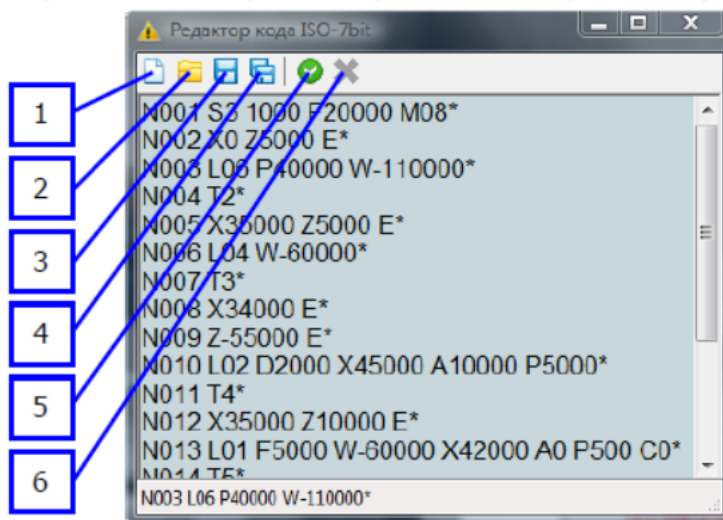 Редактор кода ISO-7bit
1
2
3
4
5
6
N001 S3 1000 F20000 M08*
N002 X0 Z5000 E*
N003 L06 P40000 W-110000*
N004 T2*
N005 X35000 Z5000 E*
N006 L04 W-60000*
N007 T3*
N008 X34000 E*
N009 Z-55000 E*
N010 L02 D2000 X45000 A10000 P5000*
N011 T4*
N012 X35000 Z10000 E*
N013 L01 F5000 W-60000 X42000 A0 P500 C0*
N014 T5*
N003 L06 P40000 W-110000*